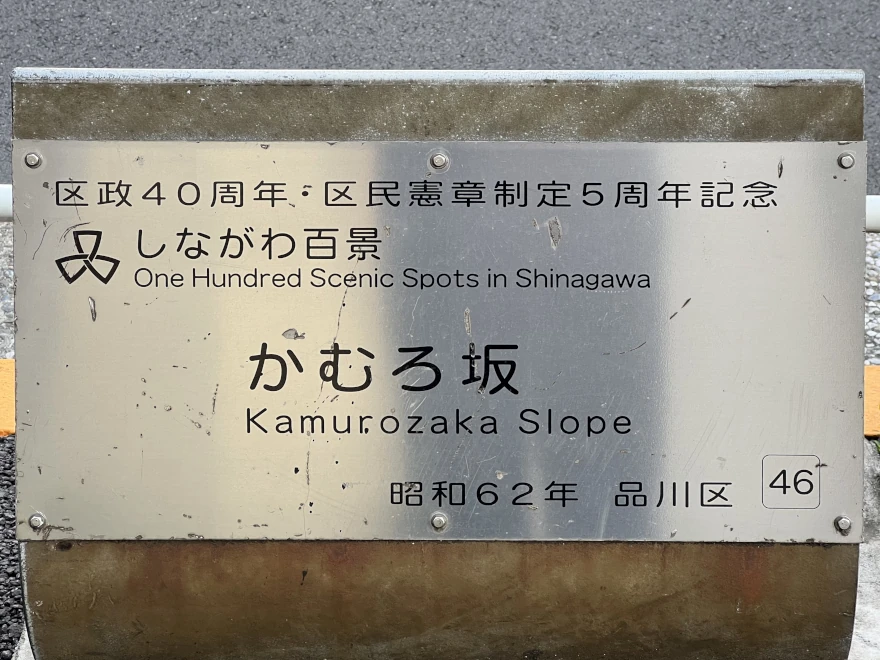 区政40周年・区民憲章制定5周年記念
しながわ百景
One Hundred Scenic Spots in Shinagawa
かむろ坂
Kamurozaka Slope
昭和62年 品川区 46